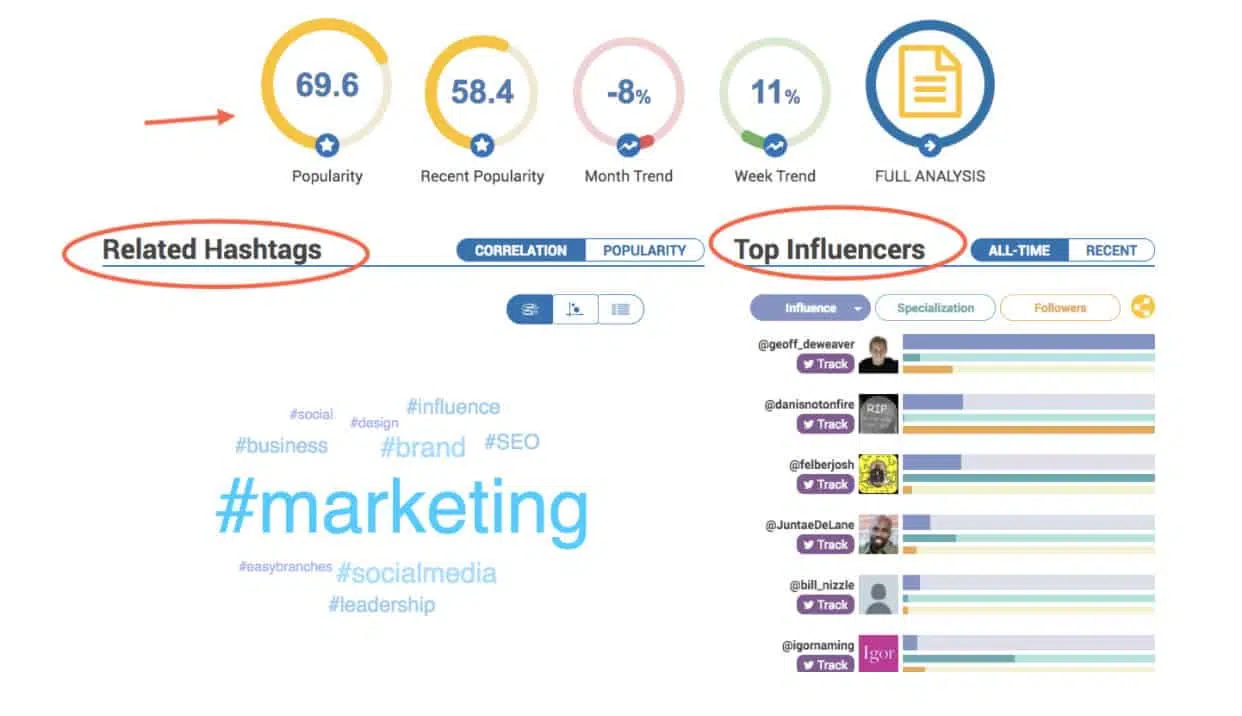 69.6
58.4
-8%
11%
Popularity
Recent Popularity
Month Trend
Week Trend
FULL ANALYSIS
Related Hashtags
CORRELATION
POPULARITY
Top Influencers
ALL-TIME
RECENT
Influence
Specialization
Followers
@geoff_deweaver
Track
@danisnotonfire
RIP
Track
@felberjosh
Track
@JuntaeDeLane
Track
@bill_nizzle
Track
@igornaming
Igor
Track
#social
#design
#influence
#business
#brand
#SEO
#marketing
#easybranches
#socialmedia
#leadership